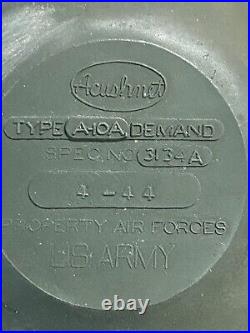 Acushnet
TYPE A-10A DEMAND
SPEC. NO 3134A
4-44
PROPERTY AIR FORCES
US ARMY